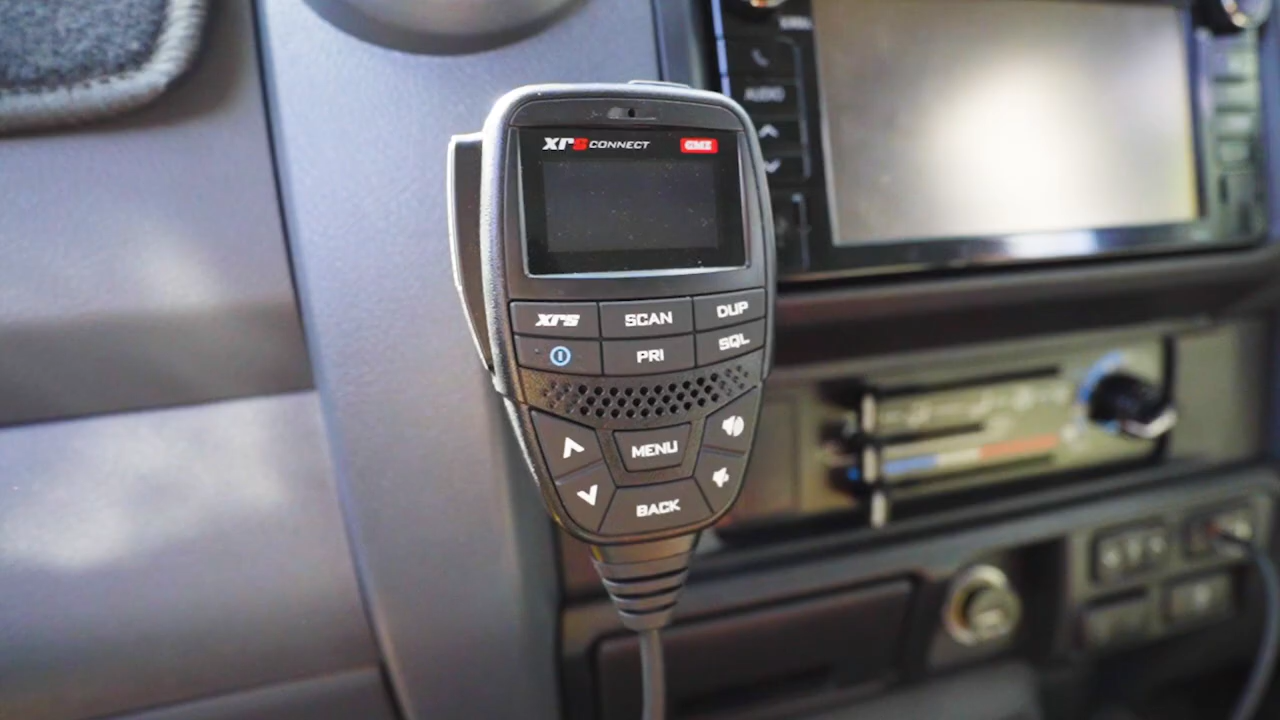 XRS CONNECT GME
XRS SCAN DUP
PRI SQL
MENU
BACK
AUDIO